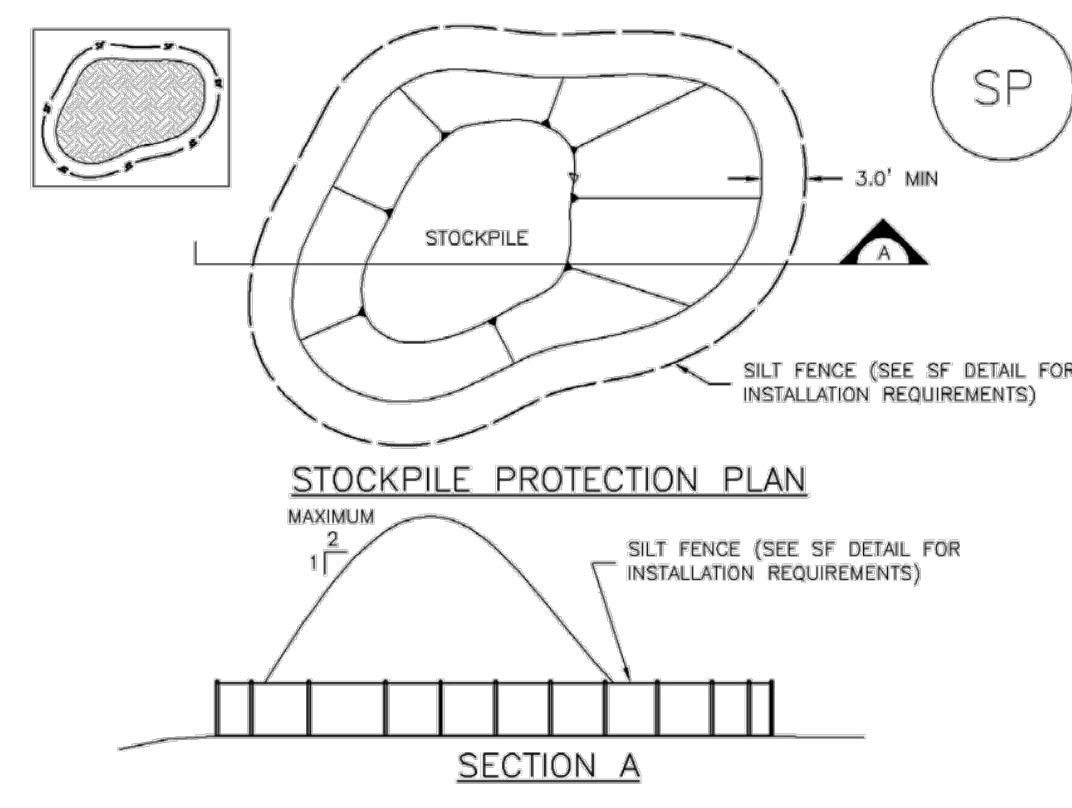 SP
3.0' MIN
STOCKPILE
A
SILT FENCE (SEE SF DETAIL FOR
INSTALLATION REQUIREMENTS)
STOCKPILE PROTECTION PLAN
MAXIMUM
2
1
SILT FENCE (SEE SF DETAIL FOR
INSTALLATION REQUIREMENTS)
SECTION A